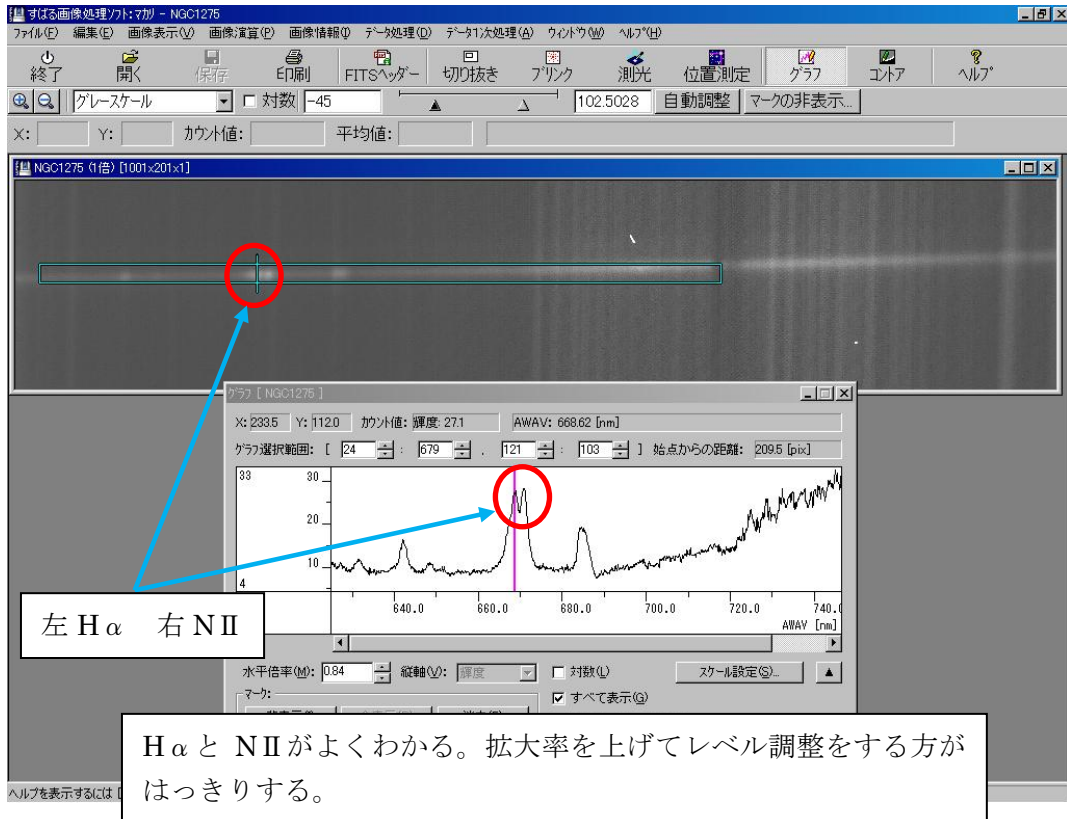 すばる画像処理ソフト:マカリ - NGC1275
ファイル(F) 編集(E) 画像表示(V) 画像演算(P) 画像情報(I) データ処理(D) データ1次処理(A) ウィンドウ(W) ヘルプ(H)
終了 開く 保存 印刷 FITSヘッダー 切り抜き ブリンク 測光 位置測定 グラフ コントア ヘルプ
グレースケール 対数 -45 102.5028 自動調整 マークの非表示...
X: Y: カウント値: 平均値:
NGC1275 (1倍) [1001x201x1]
グラフ [ NGC1275 ]
X: 233.5 Y: 112.0 カウント値: 輝度: 27.1 AWAV: 668.62 [nm]
グラフ選択範囲: [ 24 : 679 , 121 : 103 ] 始点からの距離: 209.5 [pix]
33 30
20
10
4
640.0 660.0 680.0 700.0 720.0 740.0
AWAV [nm]
左 Hα 右 NⅡ
水平倍率(M): 0.84 縦軸(V): 輝度 対数(L) スケール設定(S)...
マーク: すべて表示(G)
Hαと NⅡがよくわかる。拡大率を上げてレベル調整をする方が
はっきりする。
ヘルプを表示するには [